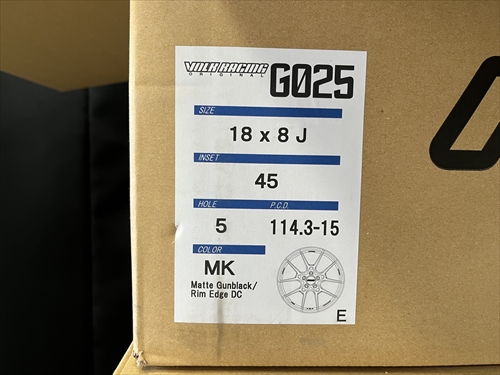 VOLK RACING
ORIGINAL
G025
SIZE
18 x 8 J
INSET
45
HOLE P.C.D.
5 114.3-15
COLOR
MK
Matte Gunblack/
Rim Edge DC
E